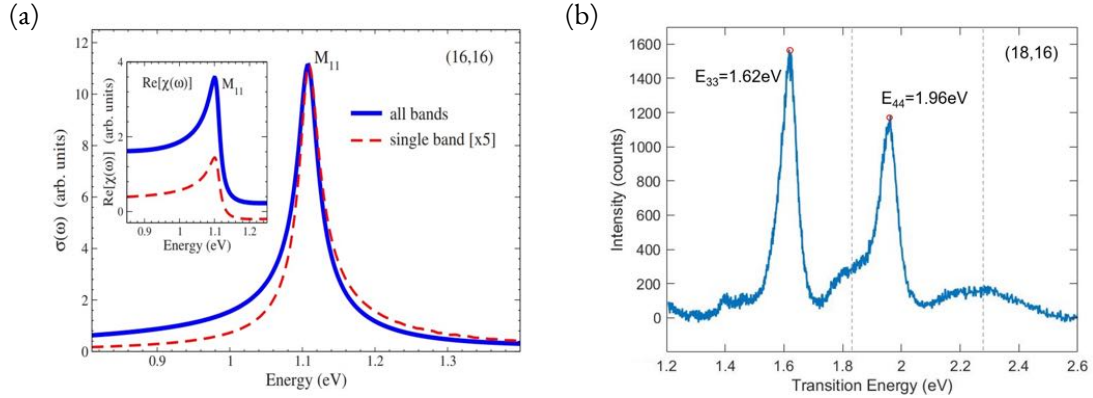 (a)
12
10
8
6
4
2
0
σ(ω) (arb. units)
0.9
1
1.1
1.2
1.3
Energy (eV)
M11
(16,16)
all bands
single band [x5]
4
2
0
Re[χ(ω)] (arb. units)
Re[χ(ω)]
M11
0.9
1
1.1
1.2
Energy (eV)
(b)
1600
1400
1200
1000
800
600
400
200
0
Intensity (counts)
(18,16)
E33=1.62eV
E44=1.96eV
1.2
1.4
1.6
1.8
2
2.2
2.4
2.6
Transition Energy (eV)